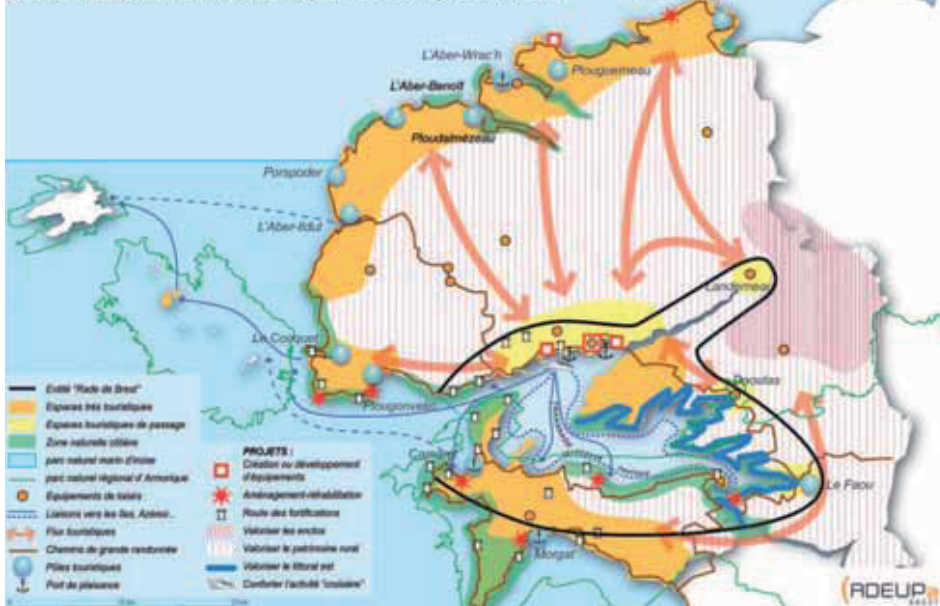 L'Aber-Wrac'h
Plouguerneau
L'Aber-Benoît
Ploudalmézeau
Porspoder
L'Aber-Ildut
Landerneau
Le Conquet
Daoulas
Plougonvelin
Le Faou
Morgat
Entité "Rade de Brest"
Espaces très touristiques
Espaces touristiques de passage
Zone naturelle côtière
parc naturel marin d'Iroise
parc naturel régional d'Armorique
Equipements de loisirs
Liaisons vers les îles, Azénor...
Flux touristiques
Chemins de grande randonnée
Pôles touristiques
Port de plaisance
PROJETS :
Création ou développement
d'équipements
Aménagement-réhabilitation
Route des fortifications
Valoriser les enclos
Valoriser le patrimoine rural
Valoriser le littoral est
Conforter l'activité "croisière"
ADEUPa
BREST